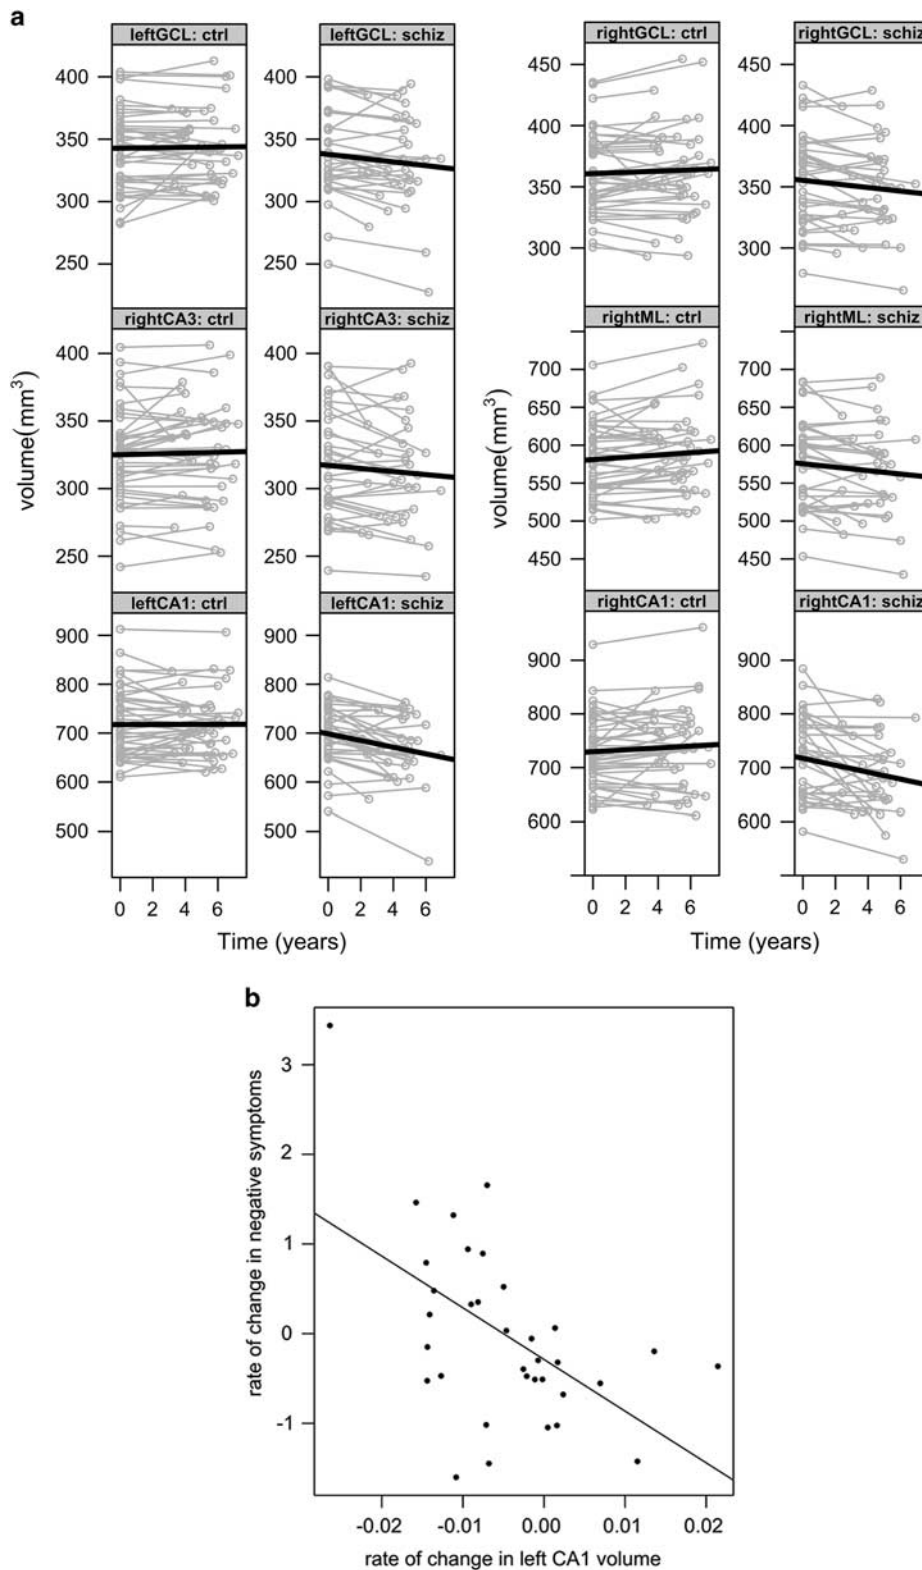 a
leftGCL: ctrl
leftGCL: schiz
400
350
300
250
rightCA3: ctrl
rightCA3: schiz
400
350
300
250
volume(mm³)
leftCA1: ctrl
leftCA1: schiz
900
800
700
600
500
0 2 4 6
0 2 4 6
Time (years)
rightGCL: ctrl
rightGCL: schiz
450
400
350
300
rightML: ctrl
rightML: schiz
700
650
600
550
500
450
volume(mm³)
rightCA1: ctrl
rightCA1: schiz
900
800
700
600
0 2 4 6
0 2 4 6
Time (years)
b
rate of change in negative symptoms
3
2
1
0
-1
-0.02 -0.01 0.00 0.01 0.02
rate of change in left CA1 volume